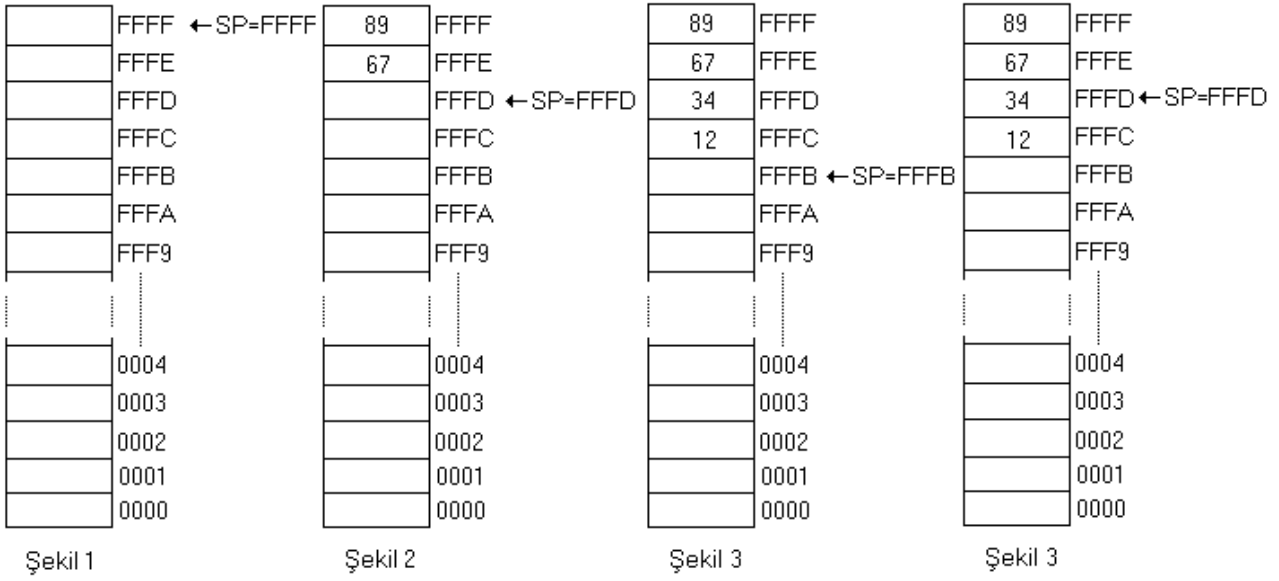 FFFF ←SP=FFFF 89 FFFF 89 FFFF 89 FFFF
FFFE 67 FFFE 67 FFFE 67 FFFE
FFFD FFFD ←SP=FFFD 34 FFFD 34 FFFD ←SP=FFFD
FFFC FFFC 12 FFFC 12 FFFC
FFFB FFFB FFFB ←SP=FFFB FFFB
FFFA FFFA FFFA FFFA
FFF9 FFF9 FFF9 FFF9
0004 0004 0004 0004
0003 0003 0003 0003
0002 0002 0002 0002
0001 0001 0001 0001
0000 0000 0000 0000
Şekil 1 Şekil 2 Şekil 3 Şekil 3